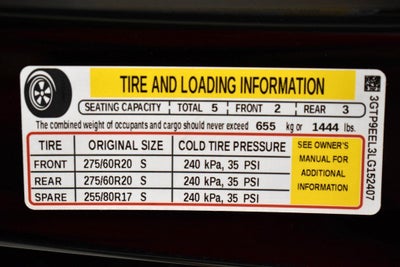 TIRE AND LOADING INFORMATION
SEATING CAPACITY TOTAL 5 FRONT 2 REAR 3
The combined weight of occupants and cargo should never exceed 655 kg or 1444 lbs.
TIRE ORIGINAL SIZE COLD TIRE PRESSURE
FRONT 275/60R20 S 240 kPa, 35 PSI
REAR 275/60R20 S 240 kPa, 35 PSI
SPARE 255/80R17 S 240 kPa, 35 PSI
SEE OWNER'S
MANUAL FOR
ADDITIONAL
INFORMATION
3GTP9EEL3LG152407